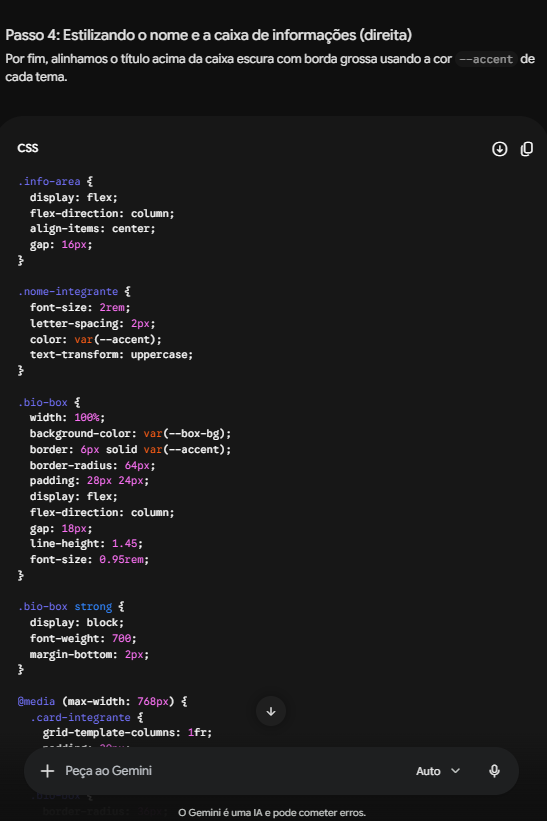 Passo 4: Estilizando o nome e a caixa de informações (direita)
Por fim, alinhamos o título acima da caixa escura com borda grossa usando a cor --accent de
cada tema.
CSS
.info-area {
display: flex;
flex-direction: column;
align-items: center;
gap: 16px;
}
.nome-integrante {
font-size: 2rem;
letter-spacing: 2px;
color: var(--accent);
text-transform: uppercase;
}
.bio-box {
width: 100%;
background-color: var(--box-bg);
border: 6px solid var(--accent);
border-radius: 64px;
padding: 28px 24px;
display: flex;
flex-direction: column;
gap: 18px;
line-height: 1.45;
font-size: 0.95rem;
}
.bio-box strong {
display: block;
font-weight: 700;
margin-bottom: 2px;
}
@media (max-width: 768px) {
.card-integrante {
grid-template-columns: 1fr;
Peça ao Gemini
Auto
.bio-box {
O Gemini é uma IA e pode cometer erros.